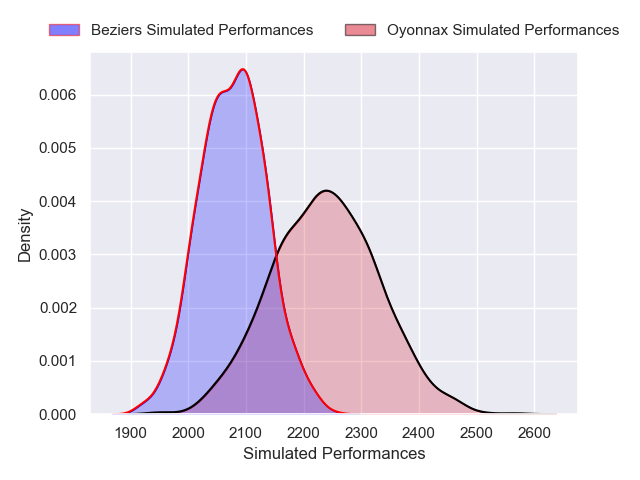 Beziers Simulated Performances Oyonnax Simulated Performances
0.006
0.005
0.004
0.003
0.002
0.001
0.000
Density
1900 2000 2100 2200 2300 2400 2500 2600
Simulated Performances